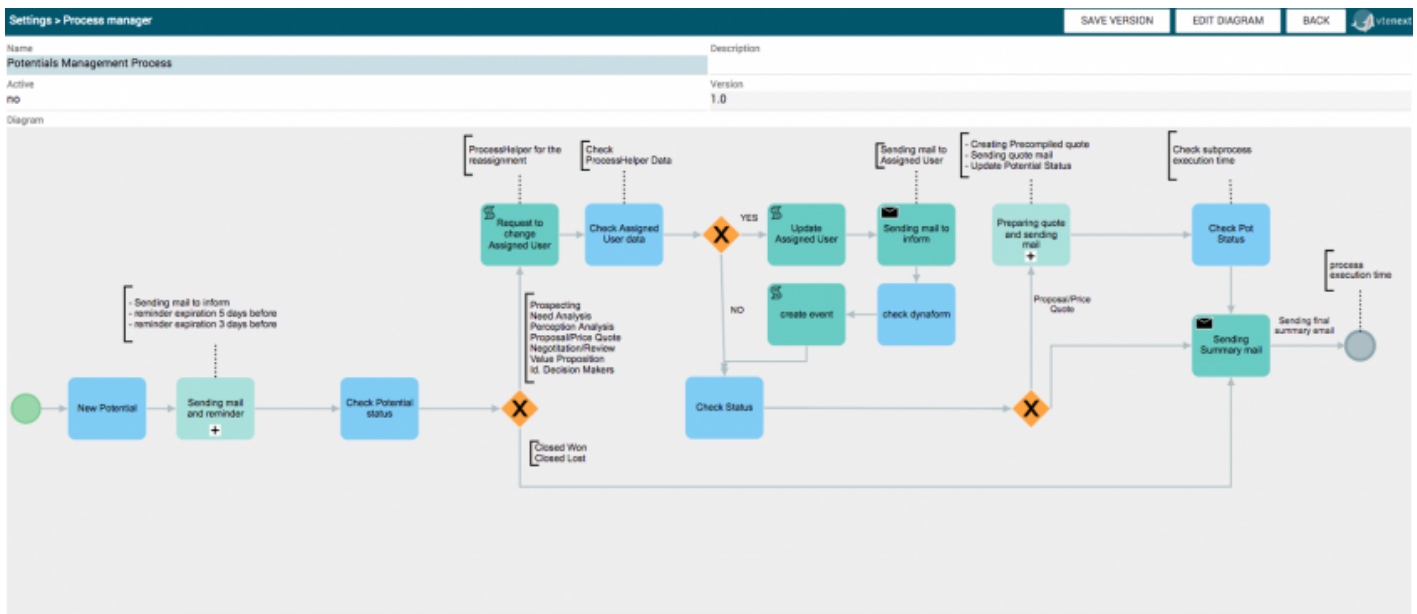 Settings > Process manager
SAVE VERSION
EDIT DIAGRAM
BACK
vtenext
Name
Potentials Management Process
Description
Active
no
Version
1.0
Diagram
ProcessHelper for the
reassignment
Check
ProcessHelper Data
Sending mail to
Assigned User
- Creating Precompiled quote
- Sending quote mail
- Update Potential Status
Check subprocess
execution time
Request to
change
Assigned User
Check Assigned
User data
X
YES
Update
Assigned User
Sending mail to
inform
Preparing quote
and sending
mail
Check Pot
Status
process
execution time
- Sending mail to inform
- reminder expiration 5 days before
- reminder expiration 3 days before
Prospecting
Need Analysis
Perception Analysis
Proposal/Price Quote
Negotitation/Review
Value Proposition
Id. Decision Makers
NO
create event
check dynaform
Proposal/Price
Quote
Sending
Summary mail
Sending final
summary email
New Potential
Sending mail
and reminder
Check Potential
status
X
Check Status
X
Closed Won
Closed Lost